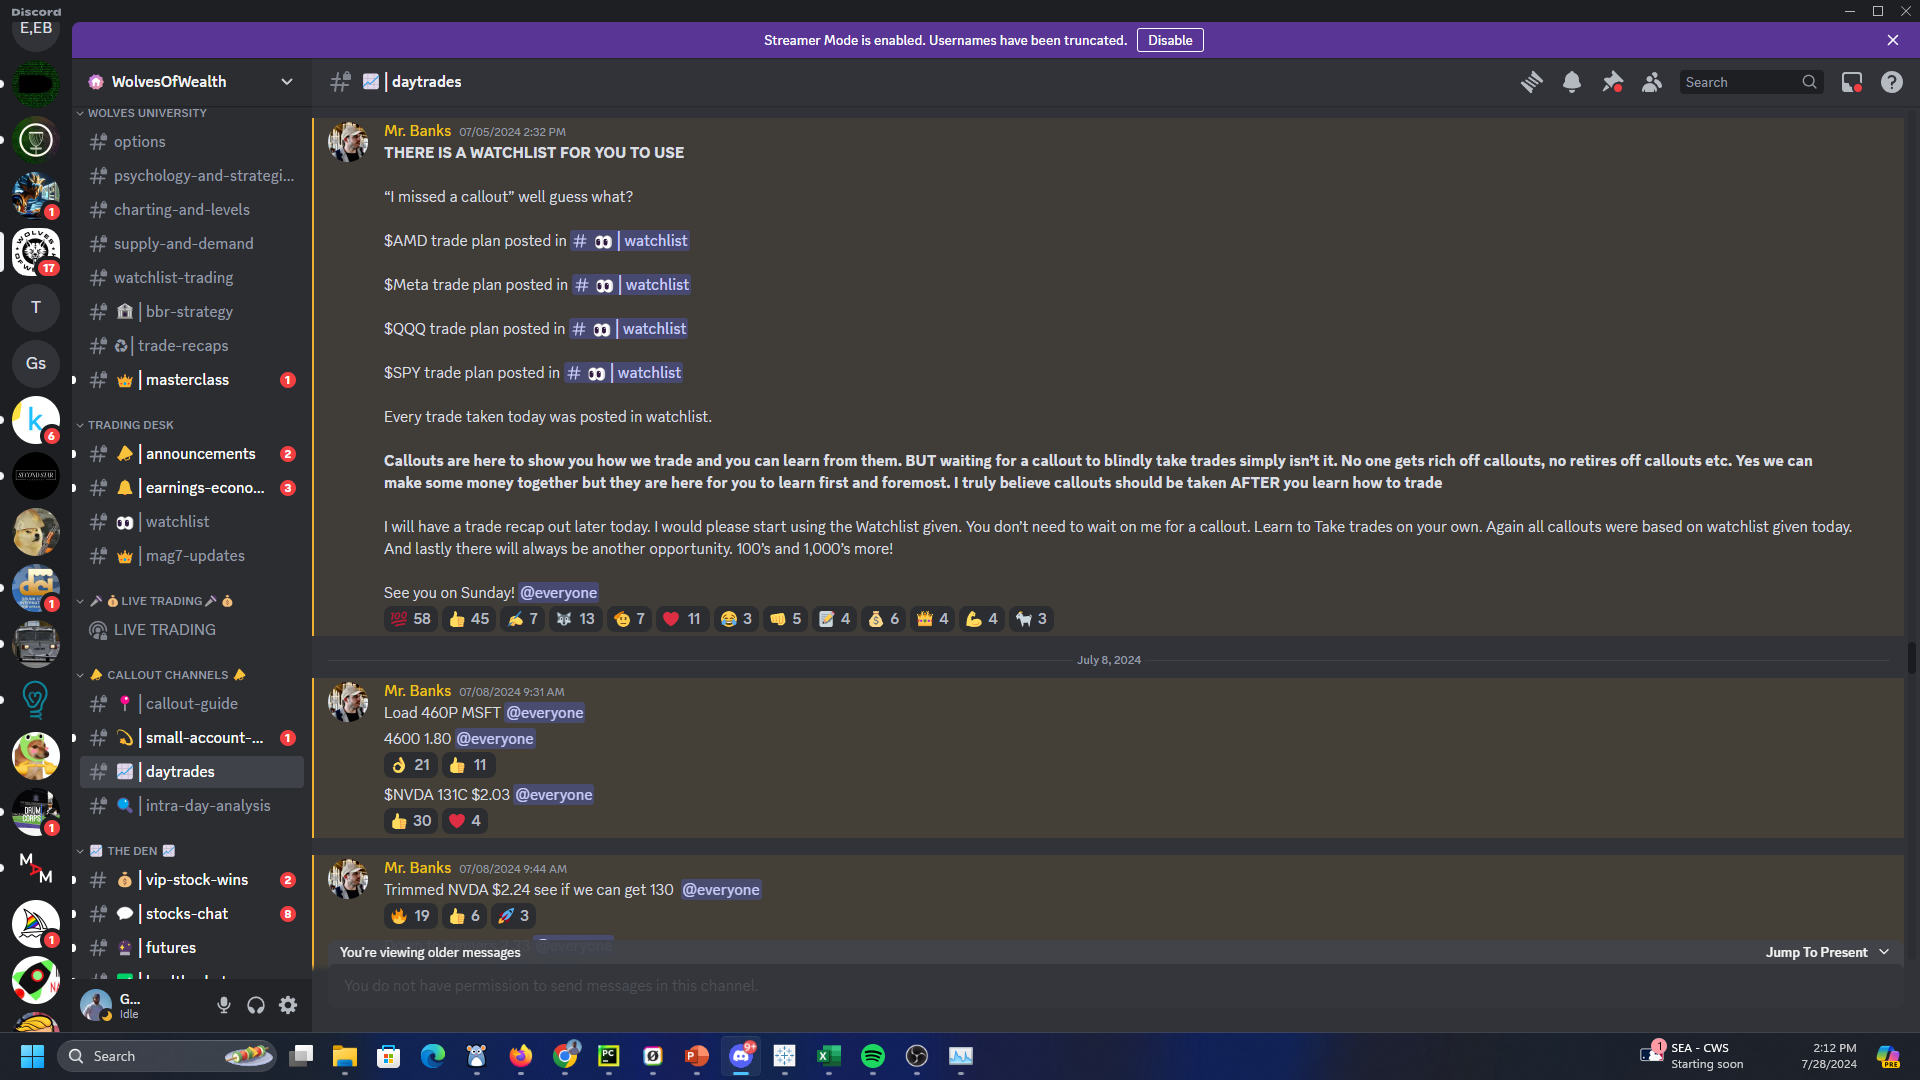 Discord
Streamer Mode is enabled. Usernames have been truncated. Disable
E,EB
1
WOLVES
17
T
Gs
k
6
SECOND STAR
dci
1
DRUM CORPS
1
M A M
1
WolvesOfWealth
WOLVES UNIVERSITY
options
psychology-and-strategi...
charting-and-levels
supply-and-demand
watchlist-trading
| bbr-strategy
| trade-recaps
| masterclass 1
TRADING DESK
| announcements 2
| earnings-econo... 3
| watchlist
| mag7-updates
LIVE TRADING
LIVE TRADING
CALLOUT CHANNELS
| callout-guide
| small-account-... 1
| daytrades
| intra-day-analysis
THE DEN
| vip-stock-wins 2
| stocks-chat 8
| futures
G...
Idle
| daytrades
Search
Mr. Banks 07/05/2024 2:32 PM
THERE IS A WATCHLIST FOR YOU TO USE
“I missed a callout” well guess what?
$AMD trade plan posted in # 👀 | watchlist
$Meta trade plan posted in # 👀 | watchlist
$QQQ trade plan posted in # 👀 | watchlist
$SPY trade plan posted in # 👀 | watchlist
Every trade taken today was posted in watchlist.
Callouts are here to show you how we trade and you can learn from them. BUT waiting for a callout to blindly take trades simply isn’t it. No one gets rich off callouts, no retires off callouts etc. Yes we can
make some money together but they are here for you to learn first and foremost. I truly believe callouts should be taken AFTER you learn how to trade
I will have a trade recap out later today. I would please start using the Watchlist given. You don’t need to wait on me for a callout. Learn to Take trades on your own. Again all callouts were based on watchlist given today.
And lastly there will always be another opportunity. 100’s and 1,000’s more!
See you on Sunday! @everyone
💯 58 👍 45 ✍ 7 🐺 13 🫡 7 ❤ 11 😂 3 👊 5 📝 4 💰 6 👑 4 💪 4 🐐 3
July 8, 2024
Mr. Banks 07/08/2024 9:31 AM
Load 460P MSFT @everyone
4600 1.80 @everyone
👌 21 👍 11
$NVDA 131C $2.03 @everyone
👍 30 ❤ 4
Mr. Banks 07/08/2024 9:44 AM
Trimmed NVDA $2.24 see if we can get 130 @everyone
🔥 19 👍 6 🚀 3
You're viewing older messages Jump To Present
You do not have permission to send messages in this channel.
Search
PC
P
9+
X
1
SEA - CWS
Starting soon
2:12 PM
7/28/2024
PRE